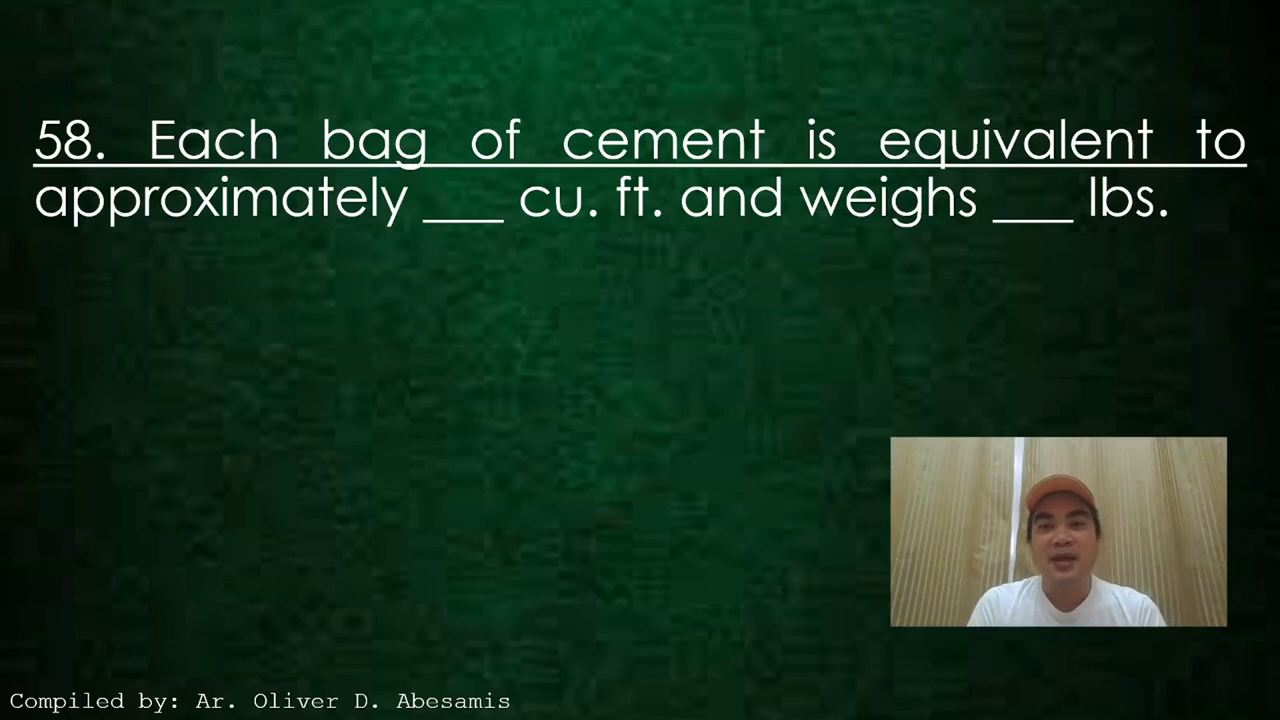 58. Each bag of cement is equivalent to
approximately ___ cu. ft. and weighs ___ lbs.
Compiled by: Ar. Oliver D. Abesamis